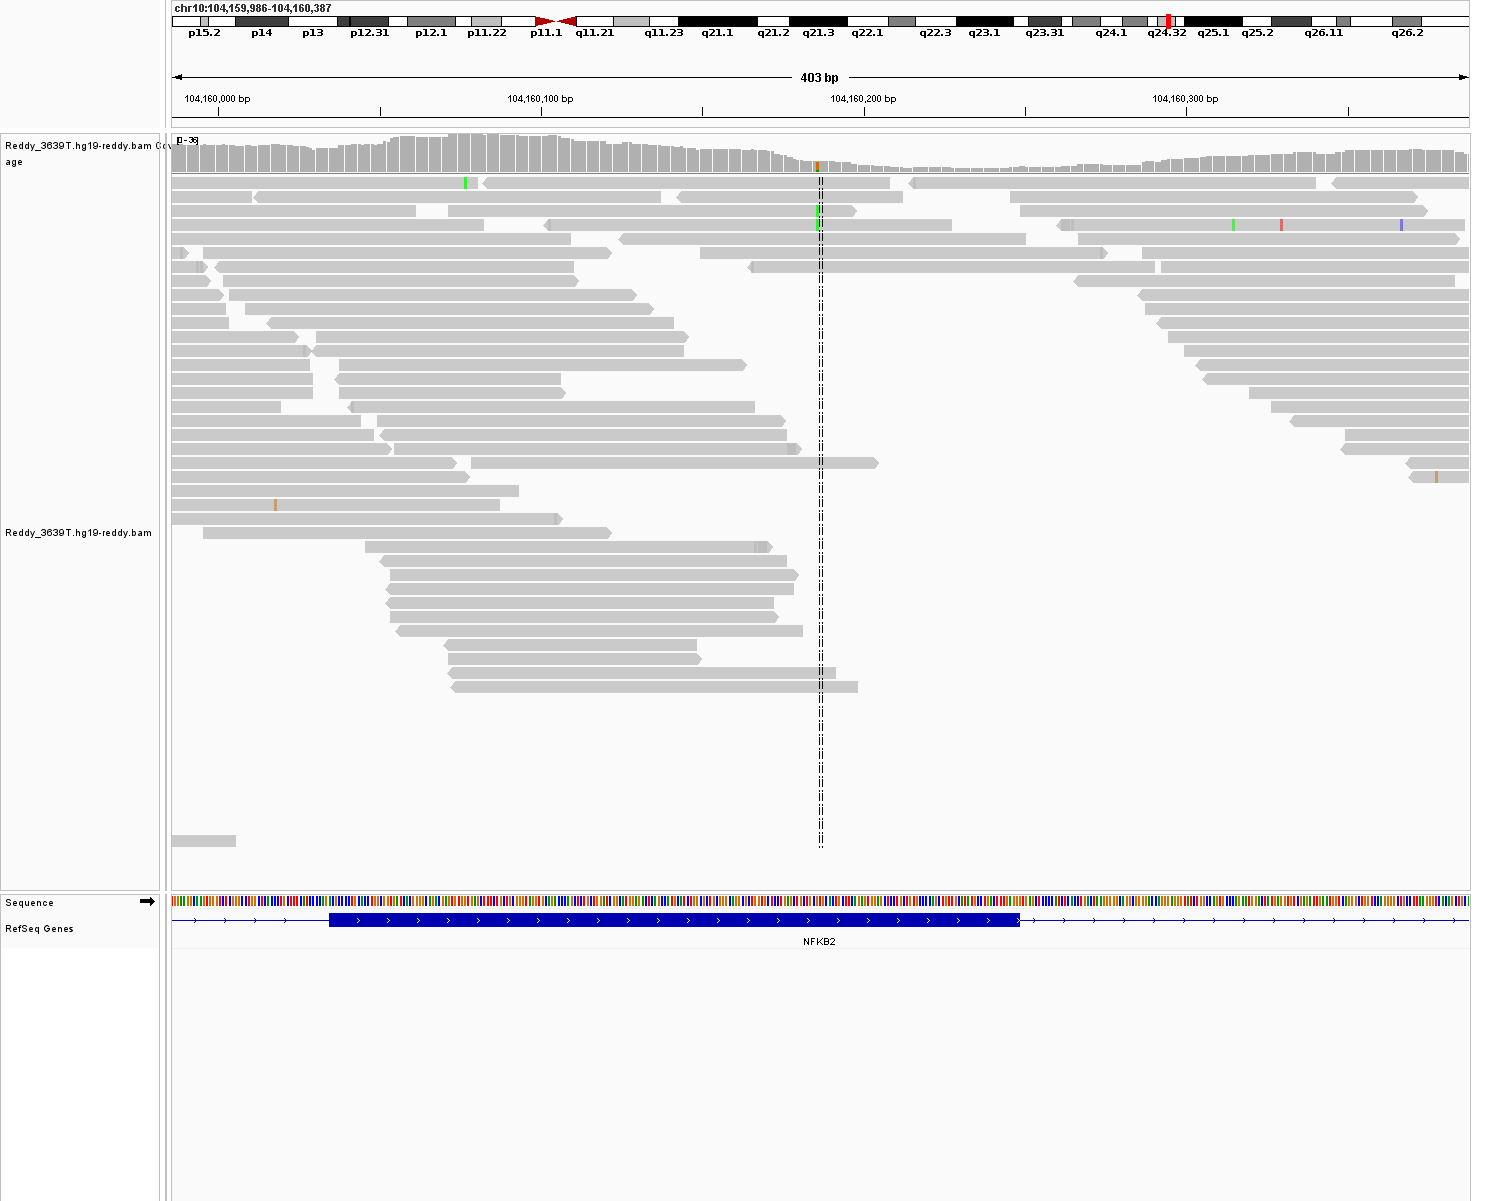 chr10:104,159,986-104,160,387
p15.2 p14 p13 p12.31 p12.1 p11.22 p11.1 q11.21 q11.23 q21.1 q21.2 q21.3 q22.1 q22.3 q23.1 q23.31 q24.1 q24.32 q25.1 q25.2 q26.11 q26.2
403 bp
104,160,000 bp 104,160,100 bp 104,160,200 bp 104,160,300 bp
[0-36]
Reddy_3639T.hg19-reddy.bam Cov
age
Reddy_3639T.hg19-reddy.bam
Sequence
RefSeq Genes
NFKB2